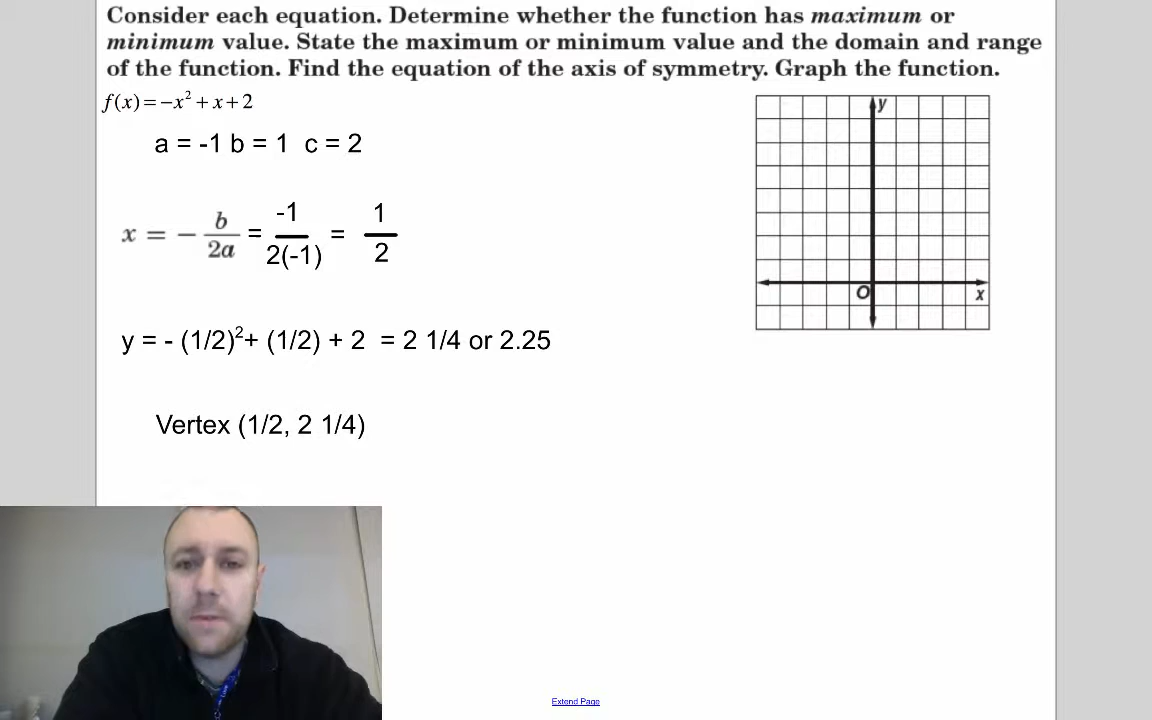 Consider each equation. Determine whether the function has maximum or
minimum value. State the maximum or minimum value and the domain and range
of the function. Find the equation of the axis of symmetry. Graph the function.
f(x) = −x² + x + 2
y
a = -1 b = 1 c = 2
x = − b/2a = -1/2(-1) = 1/2
O
x
y = - (1/2)²+ (1/2) + 2 = 2 1/4 or 2.25
Vertex (1/2, 2 1/4)
Extend Page